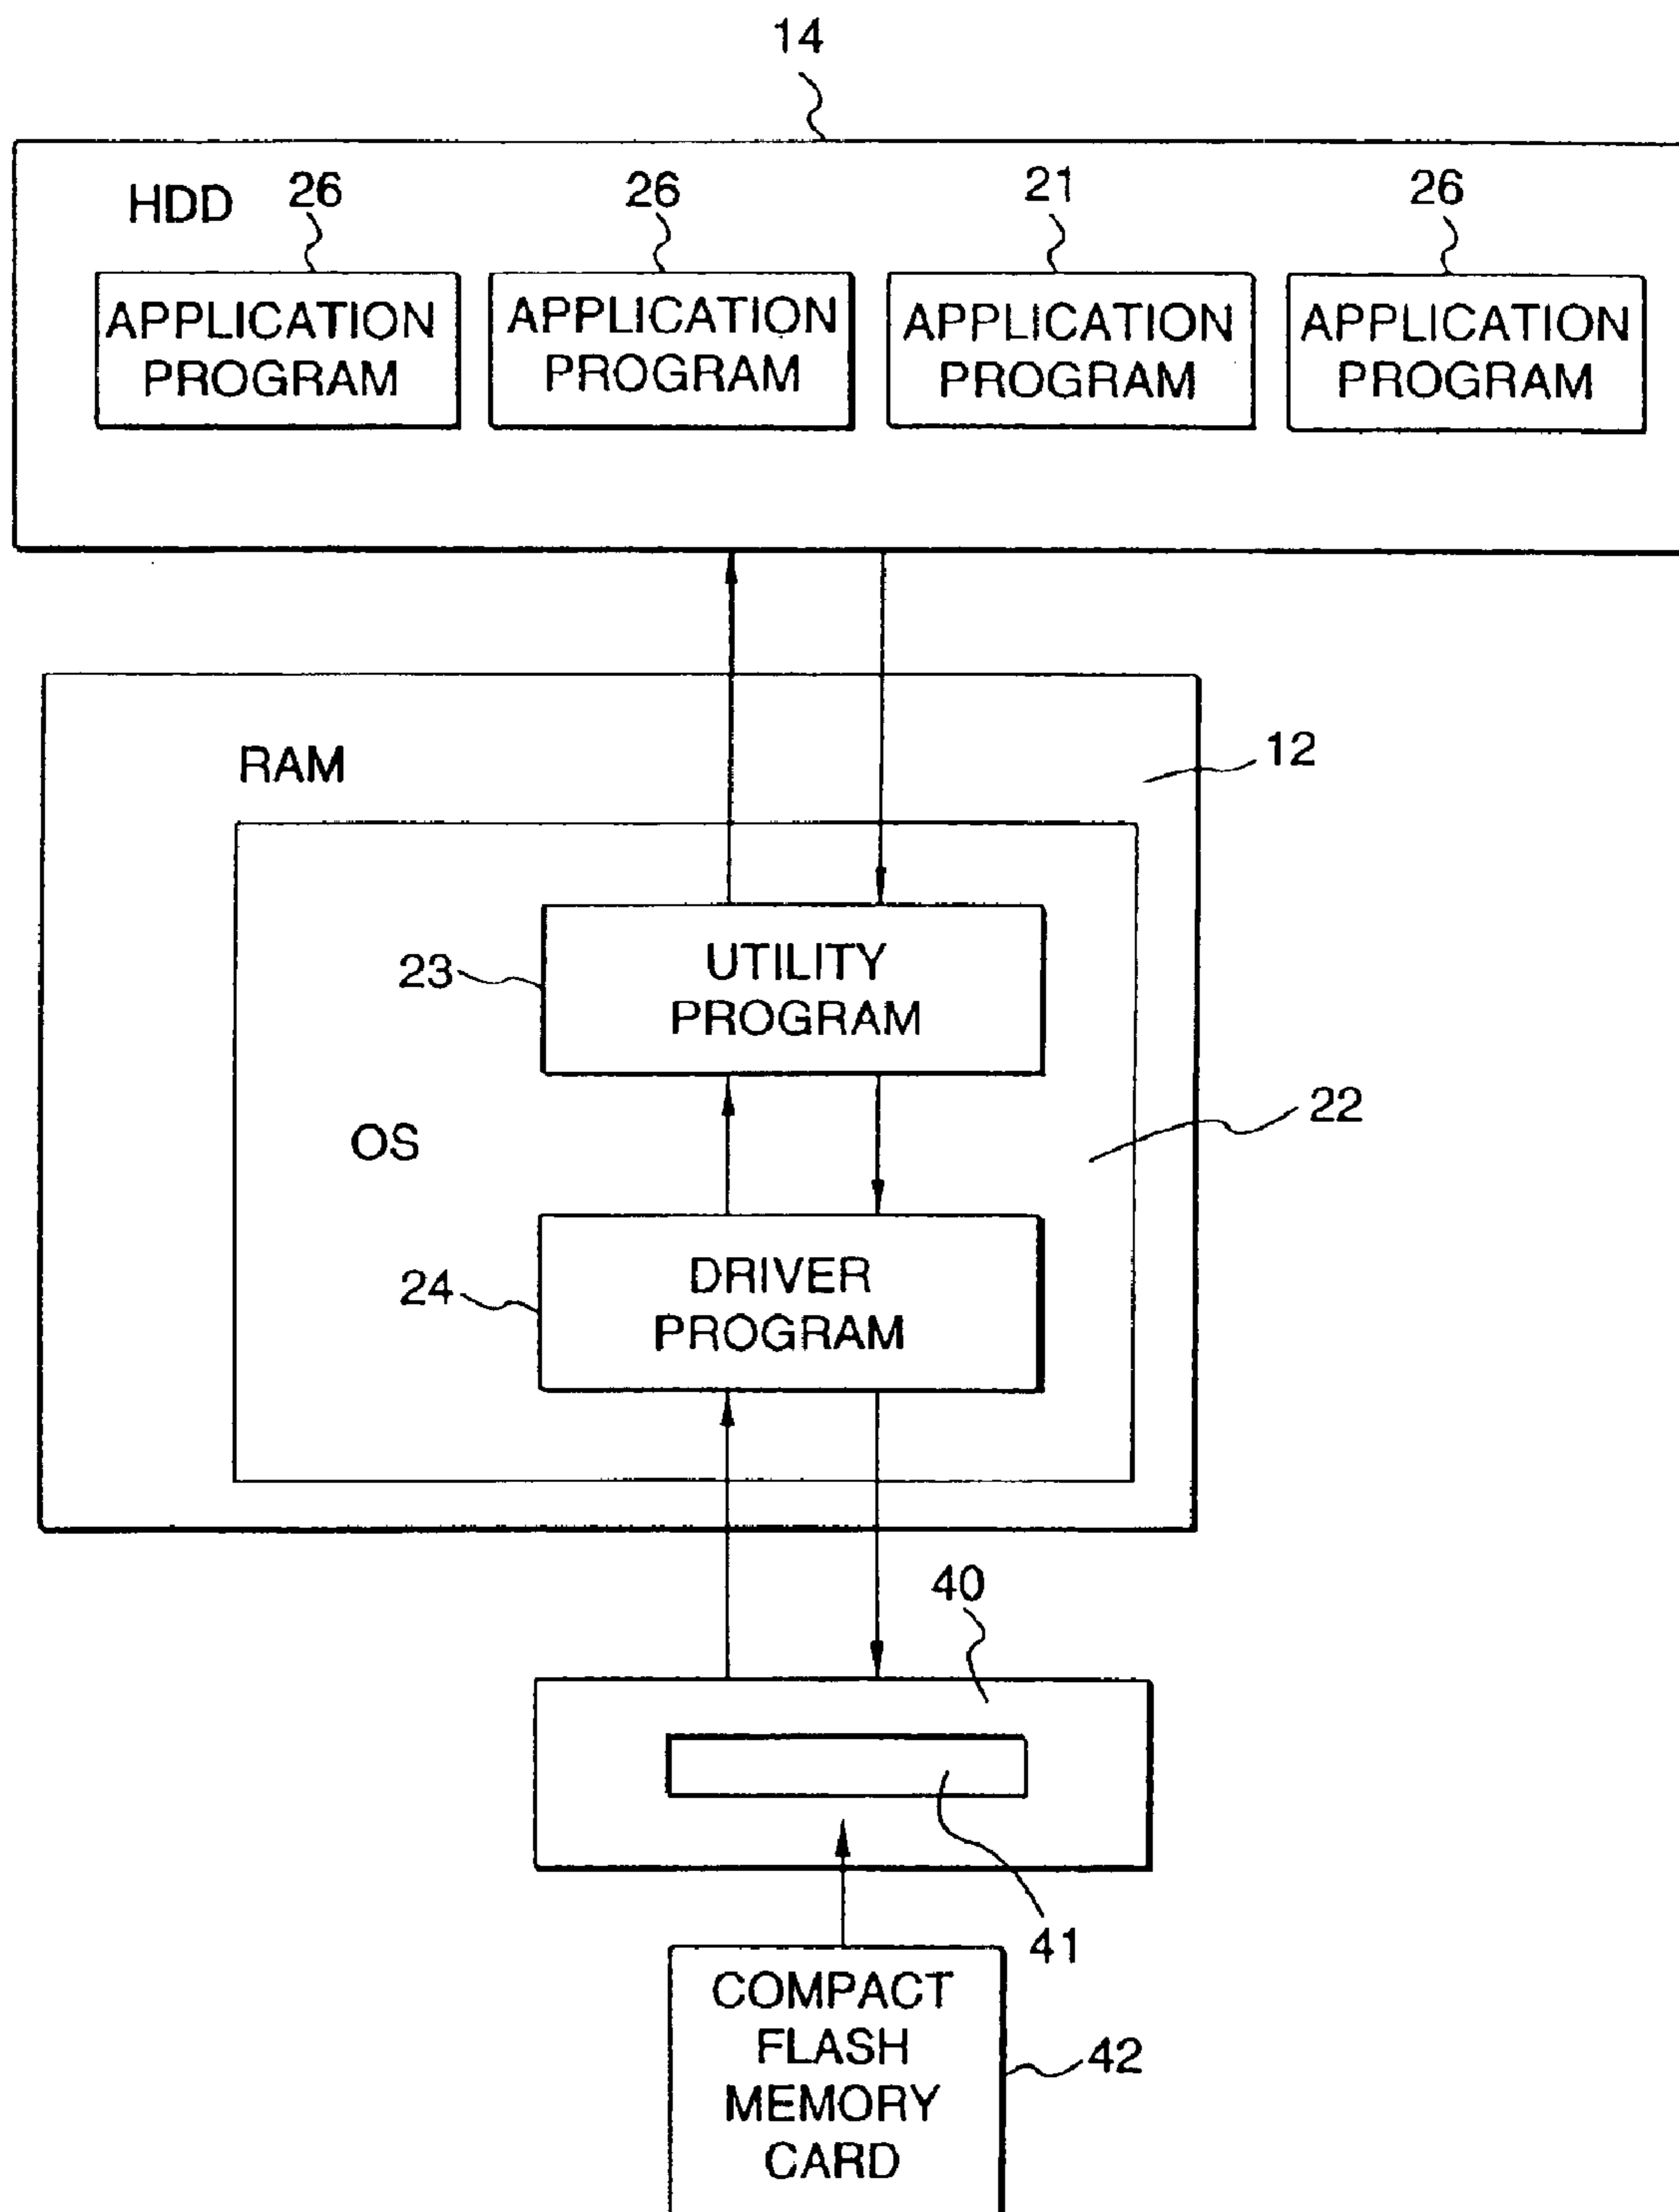 14
HDD
26
26
21
26
APPLICATION
PROGRAM
APPLICATION
PROGRAM
APPLICATION
PROGRAM
APPLICATION
PROGRAM
RAM
12
23
UTILITY
PROGRAM
OS
22
24
DRIVER
PROGRAM
40
41
COMPACT
FLASH
MEMORY
CARD
42